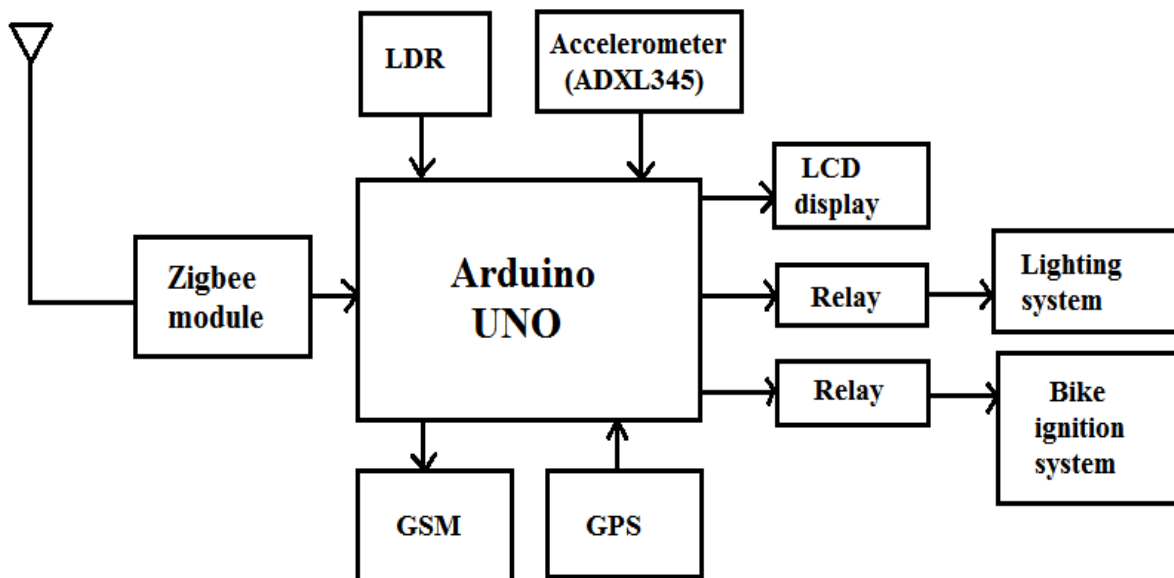 LDR
Accelerometer
(ADXL345)
LCD
display
Zigbee
module
Arduino
UNO
Relay
Lighting
system
Relay
Bike
ignition
system
GSM
GPS